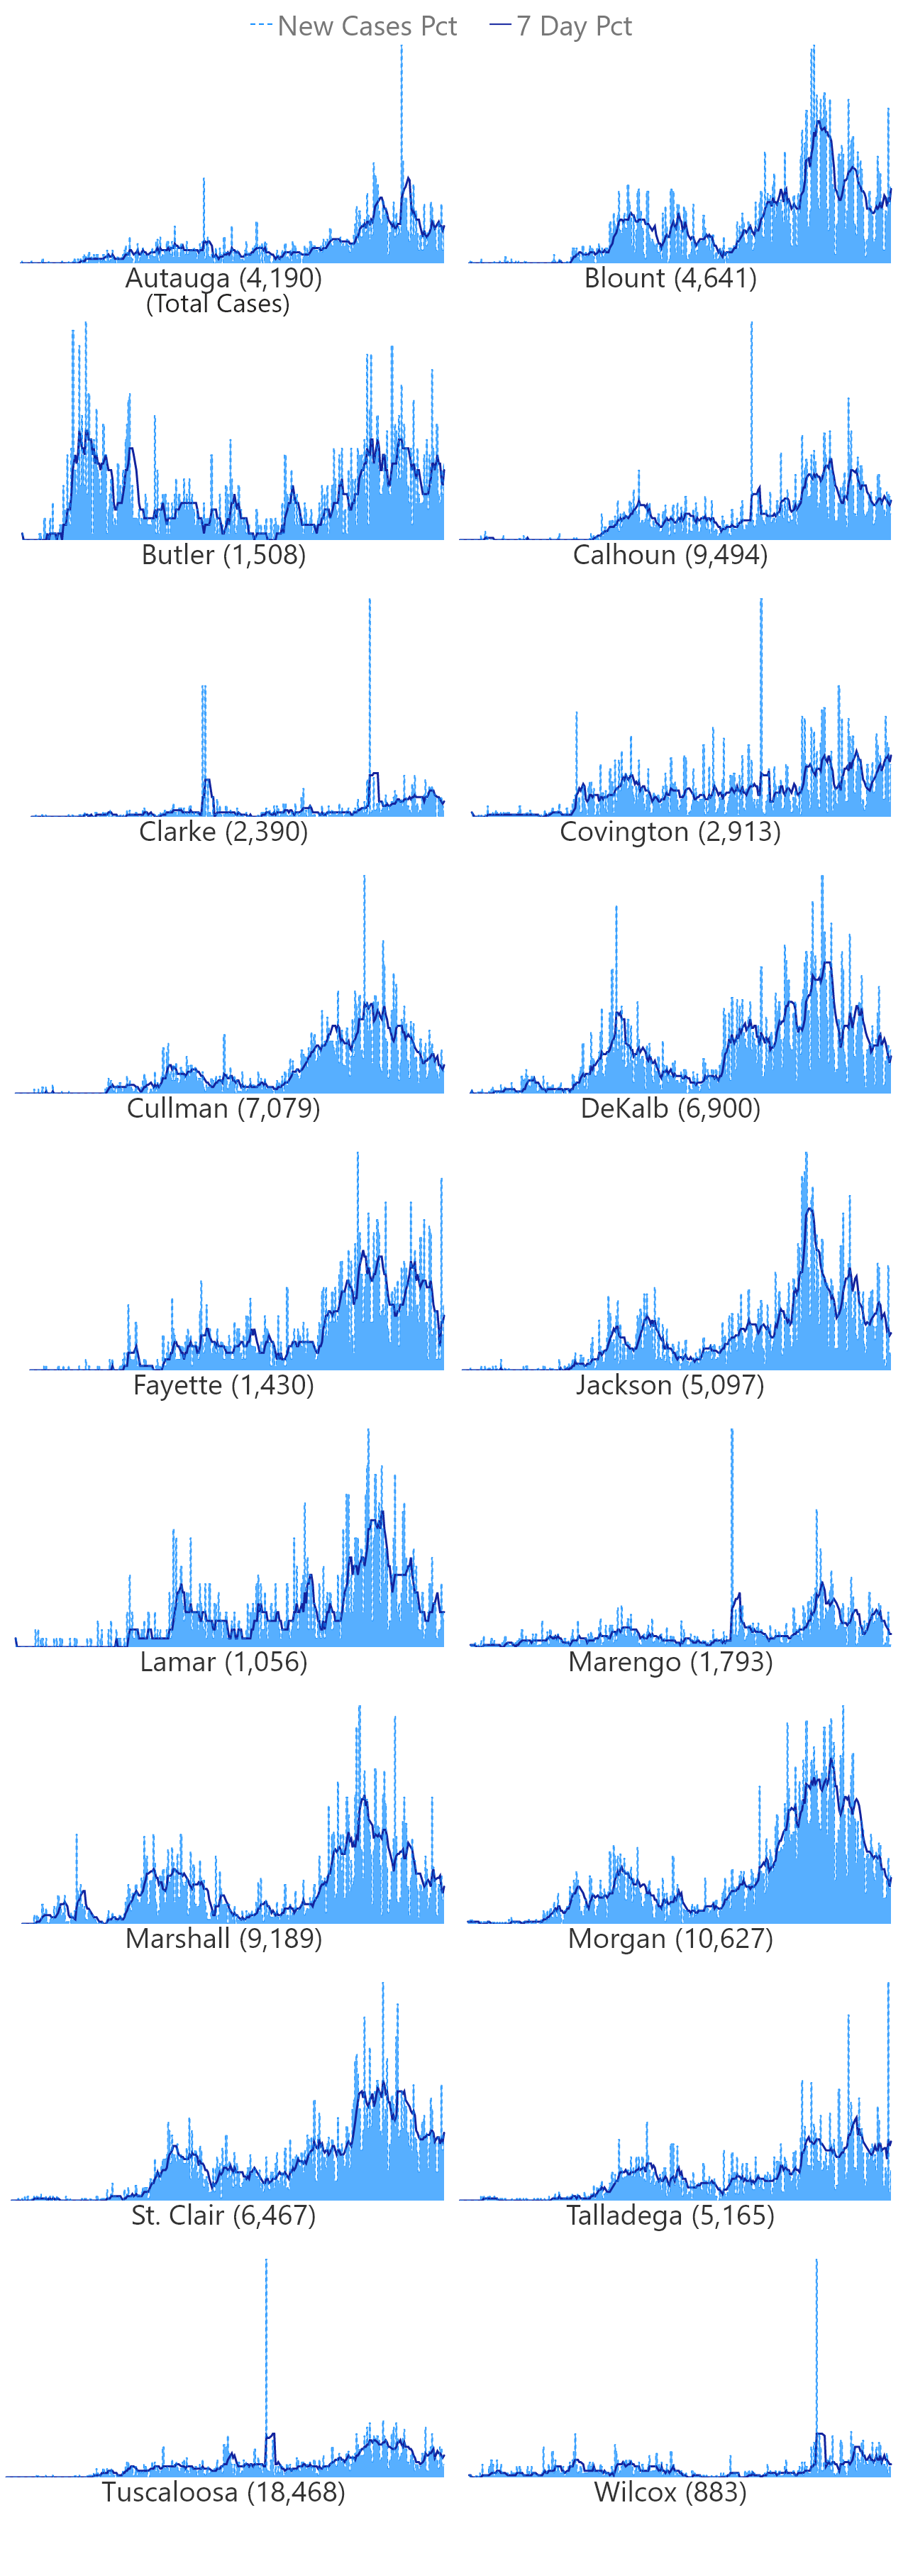 New Cases Pct 7 Day Pct
Autauga (4,190) Blount (4,641)
(Total Cases)
Butler (1,508) Calhoun (9,494)
Clarke (2,390) Covington (2,913)
Cullman (7,079) DeKalb (6,900)
Fayette (1,430) Jackson (5,097)
Lamar (1,056) Marengo (1,793)
Marshall (9,189) Morgan (10,627)
St. Clair (6,467) Talladega (5,165)
Tuscaloosa (18,468) Wilcox (883)